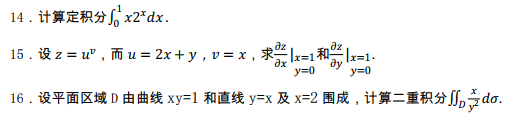 14．计算定积分∫₀¹ x2ˣdx.
15．设 z = uᵛ，而 u = 2x + y，v = x，求∂z/∂x|x=1 y=0和∂z/∂y|x=1 y=0.
16．设平面区域 D 由曲线 xy=1 和直线 y=x 及 x=2 围成，计算二重积分∬_D x/y² dσ.